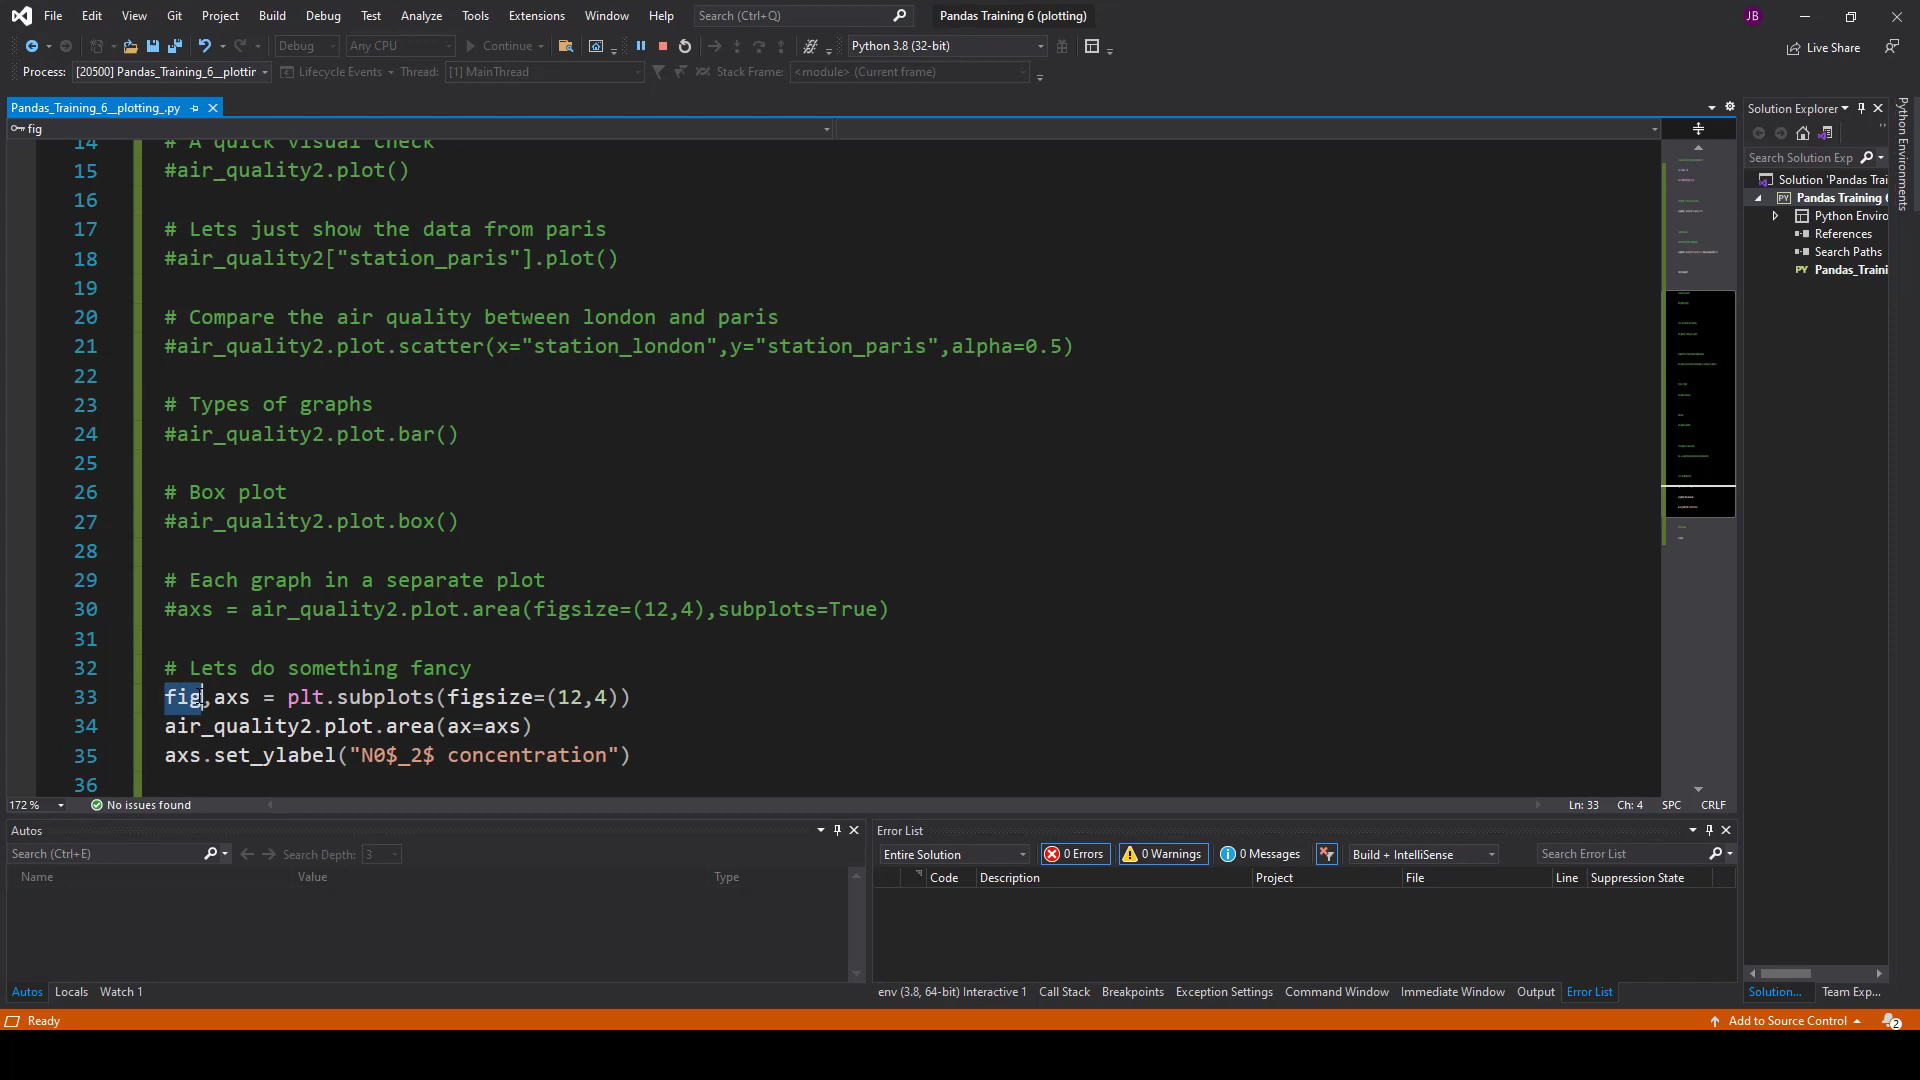 File Edit View Git Project Build Debug Test Analyze Tools Extensions Window Help Search (Ctrl+Q) Pandas Training 6 (plotting) JB
Debug Any CPU Continue Python 3.8 (32-bit) Live Share
Process: [20500] Pandas_Training_6__plottin Lifecycle Events Thread: [1] MainThread Stack Frame: <module> (Current frame)
Pandas_Training_6__plotting_.py
fig
14 # A quick visual check
15 #air_quality2.plot()
16
17 # Lets just show the data from paris
18 #air_quality2["station_paris"].plot()
19
20 # Compare the air quality between london and paris
21 #air_quality2.plot.scatter(x="station_london",y="station_paris",alpha=0.5)
22
23 # Types of graphs
24 #air_quality2.plot.bar()
25
26 # Box plot
27 #air_quality2.plot.box()
28
29 # Each graph in a separate plot
30 #axs = air_quality2.plot.area(figsize=(12,4),subplots=True)
31
32 # Lets do something fancy
33 fig,axs = plt.subplots(figsize=(12,4))
34 air_quality2.plot.area(ax=axs)
35 axs.set_ylabel("N0$_2$ concentration")
36
172 % No issues found Ln: 33 Ch: 4 SPC CRLF
Solution Explorer
Search Solution Exp
Solution 'Pandas Trai
Pandas Training 6
Python Enviro
References
Search Paths
Pandas_Traini
Python Environments
Autos
Search (Ctrl+E) Search Depth: 3
Name Value Type
Autos Locals Watch 1
Error List
Entire Solution 0 Errors 0 Warnings 0 Messages Build + IntelliSense Search Error List
Code Description Project File Line Suppression State
env (3.8, 64-bit) Interactive 1 Call Stack Breakpoints Exception Settings Command Window Immediate Window Output Error List
Solution... Team Exp...
Ready Add to Source Control 2